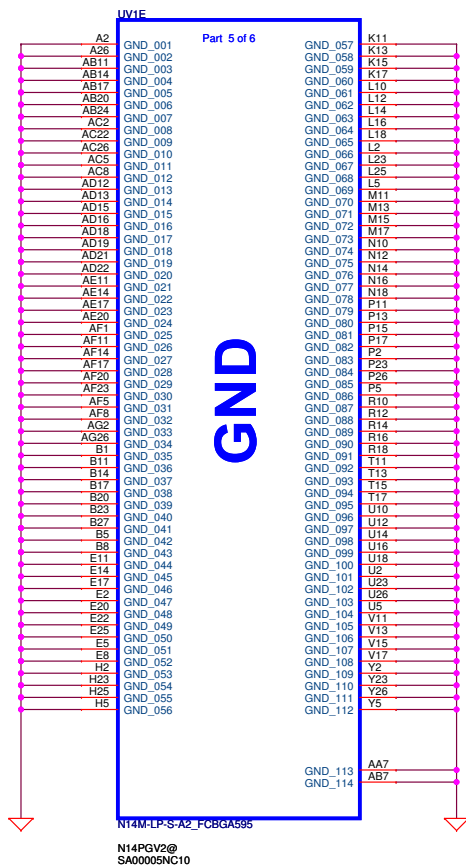 UV1E
Part 5 of 6
A2 GND_001 GND_057 K11
A26 GND_002 GND_058 K13
AB11 GND_003 GND_059 K15
AB14 GND_004 GND_060 K17
AB17 GND_005 GND_061 L10
AB20 GND_006 GND_062 L12
AB24 GND_007 GND_063 L14
AC2 GND_008 GND_064 L16
AC22 GND_009 GND_065 L18
AC26 GND_010 GND_066 L2
AC5 GND_011 GND_067 L23
AC8 GND_012 GND_068 L25
AD12 GND_013 GND_069 L5
AD13 GND_014 GND_070 M11
AD15 GND_015 GND_071 M13
AD16 GND_016 GND_072 M15
AD18 GND_017 GND_073 M17
AD19 GND_018 GND_074 N10
AD21 GND_019 GND_075 N12
AD22 GND_020 GND_076 N14
AE11 GND_021 GND_077 N16
AE14 GND_022 GND_078 N18
AE17 GND_023 GND_079 P11
AE20 GND_024 GND_080 P13
AF1 GND_025 GND_081 P15
AF11 GND_026 GND_082 P17
AF14 GND_027 GND_083 P2
AF17 GND_028 GND_084 P23
AF20 GND_029 GND_085 P26
AF23 GND_030 GND_086 P5
AF5 GND_031 GND_087 R10
AF8 GND_032 GND_088 R12
AG2 GND_033 GND_089 R14
AG26 GND_034 GND_090 R16
B1 GND_035 GND_091 R18
B11 GND_036 GND_092 T11
B14 GND_037 GND_093 T13
B17 GND_038 GND_094 T15
B20 GND_039 GND_095 T17
B23 GND_040 GND_096 U10
B27 GND_041 GND_097 U12
B5 GND_042 GND_098 U14
B8 GND_043 GND_099 U16
E11 GND_044 GND_100 U18
E14 GND_045 GND_101 U2
E17 GND_046 GND_102 U23
E2 GND_047 GND_103 U26
E20 GND_048 GND_104 U5
E22 GND_049 GND_105 V11
E25 GND_050 GND_106 V13
E5 GND_051 GND_107 V15
E8 GND_052 GND_108 V17
H2 GND_053 GND_109 Y2
H23 GND_054 GND_110 Y23
H25 GND_055 GND_111 Y26
H5 GND_056 GND_112 Y5
GND
GND_113 AA7
GND_114 AB7
N14M-LP-S-A2_FCBGA595
N14PGV2@
SA00005NC10